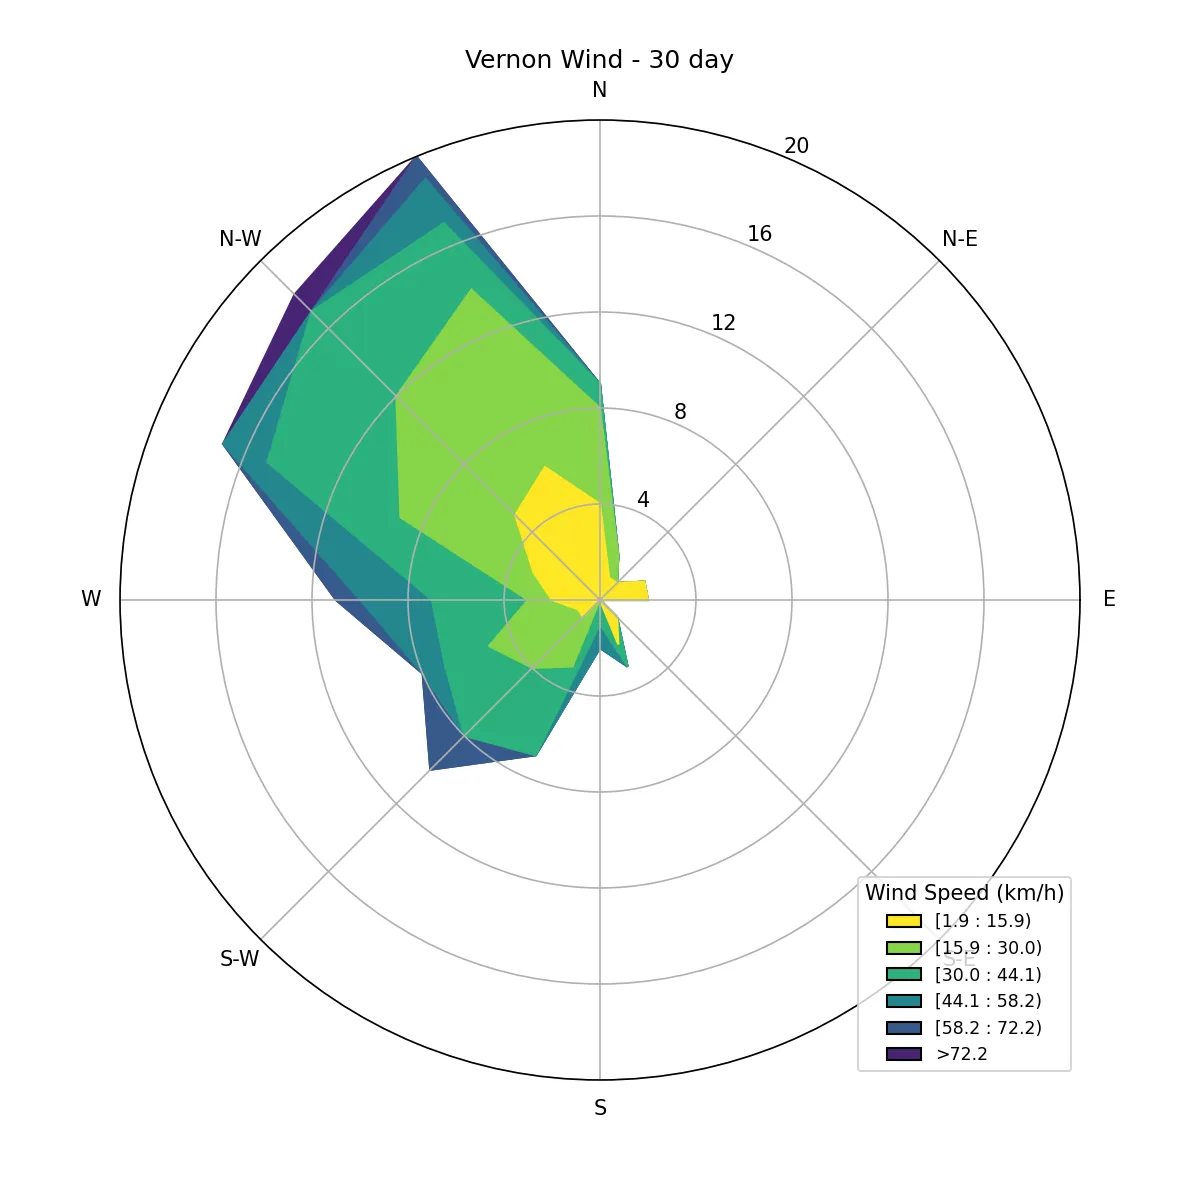 Vernon Wind - 30 day
N
20
N-W
N-E
16
12
8
4
W
E
S-W
S-E
S
Wind Speed (km/h)
[1.9 : 15.9)
[15.9 : 30.0)
[30.0 : 44.1)
[44.1 : 58.2)
[58.2 : 72.2)
>72.2